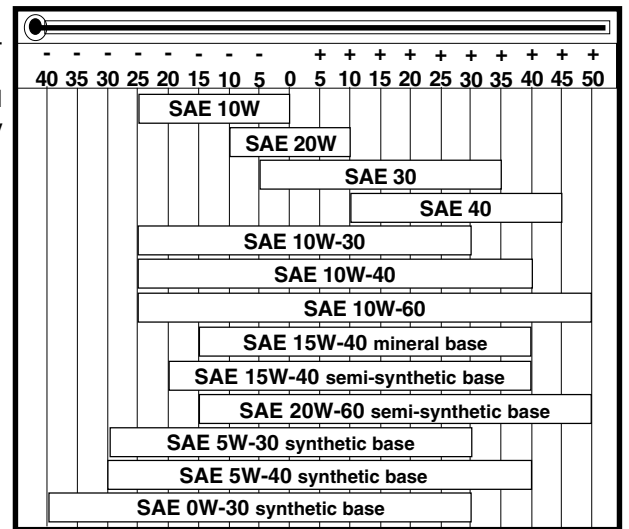 - - - - - - - - + + + + + + + + + +
40 35 30 25 20 15 10 5 0 5 10 15 20 25 30 35 40 45 50
SAE 10W
SAE 20W
SAE 30
SAE 40
SAE 10W-30
SAE 10W-40
SAE 10W-60
SAE 15W-40 mineral base
SAE 15W-40 semi-synthetic base
SAE 20W-60 semi-synthetic base
SAE 5W-30 synthetic base
SAE 5W-40 synthetic base
SAE 0W-30 synthetic base